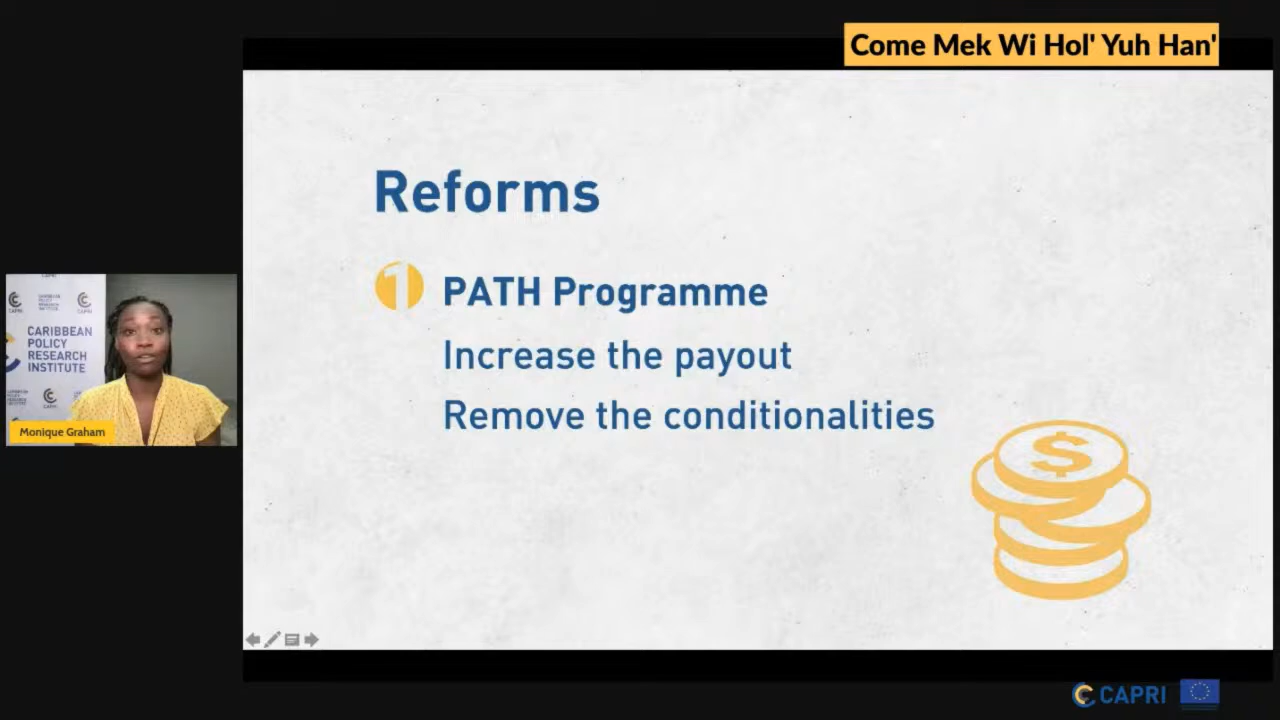 Come Mek Wi Hol' Yuh Han'
Reforms
1 PATH Programme
Increase the payout
Remove the conditionalities
$
CARIBBEAN
POLICY
RESEARCH
INSTITUTE
CAPRI
Monique Graham
CAPRI